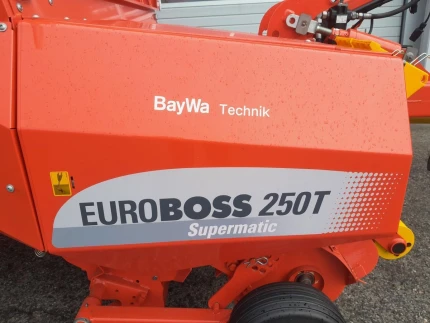 BayWa Technik
EUROBOSS 250T
Supermatic